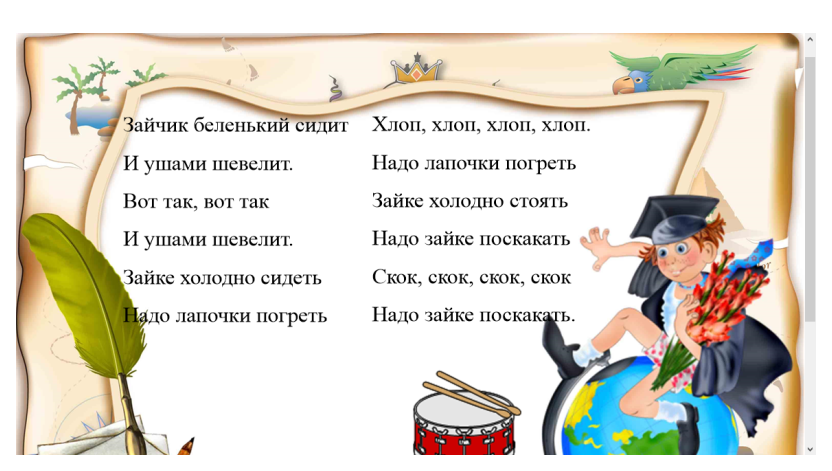 Зайчик беленький сидит
И ушами шевелит.
Вот так, вот так
И ушами шевелит.
Зайке холодно сидеть
Надо лапочки погреть
Хлоп, хлоп, хлоп, хлоп.
Надо лапочки погреть
Зайке холодно стоять
Надо зайке поскакать
Скок, скок, скок, скок
Надо зайке поскакать.